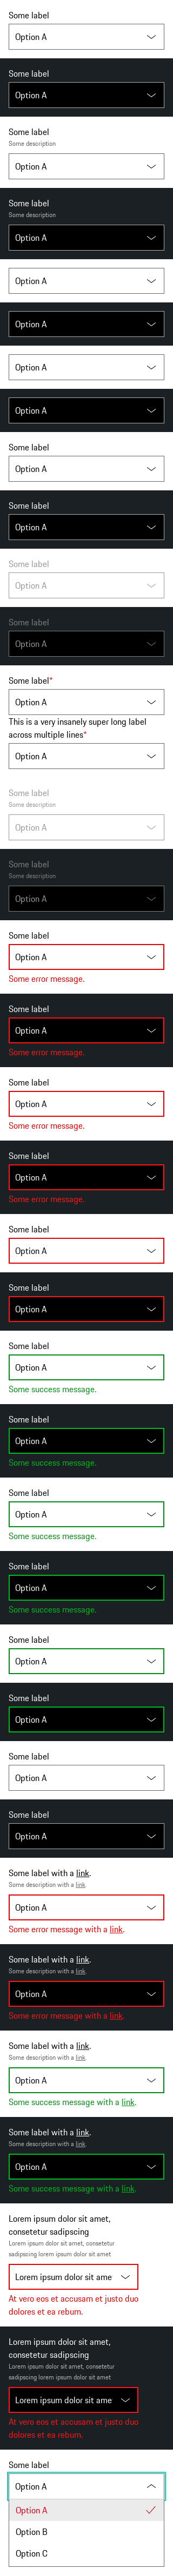 Some label
Option A
Some label
Option A
Some label
Some description
Option A
Some label
Some description
Option A
Option A
Option A
Option A
Option A
Some label
Option A
Some label
Option A
Some label
Option A
Some label
Option A
Some label*
Option A
This is a very insanely super long label
across multiple lines*
Option A
Some label
Some description
Option A
Some label
Some description
Option A
Some label
Option A
Some error message.
Some label
Option A
Some error message.
Some label
Option A
Some error message.
Some label
Option A
Some error message.
Some label
Option A
Some label
Option A
Some label
Option A
Some success message.
Some label
Option A
Some success message.
Some label
Option A
Some success message.
Some label
Option A
Some success message.
Some label
Option A
Some label
Option A
Some label
Option A
Some label
Option A
Some label with a link.
Some description with a link.
Option A
Some error message with a link.
Some label with a link.
Some description with a link.
Option A
Some error message with a link.
Some label with a link.
Some description with a link.
Option A
Some success message with a link.
Some label with a link.
Some description with a link.
Option A
Some success message with a link.
Lorem ipsum dolor sit amet,
consetetur sadipscing
Lorem ipsum dolor sit amet, consetetur
sadipscing lorem ipsum dolor sit amet
Lorem ipsum dolor sit ame
At vero eos et accusam et justo duo
dolores et ea rebum.
Lorem ipsum dolor sit amet,
consetetur sadipscing
Lorem ipsum dolor sit amet, consetetur
sadipscing lorem ipsum dolor sit amet
Lorem ipsum dolor sit ame
At vero eos et accusam et justo duo
dolores et ea rebum.
Some label
Option A
Option A
Option B
Option C